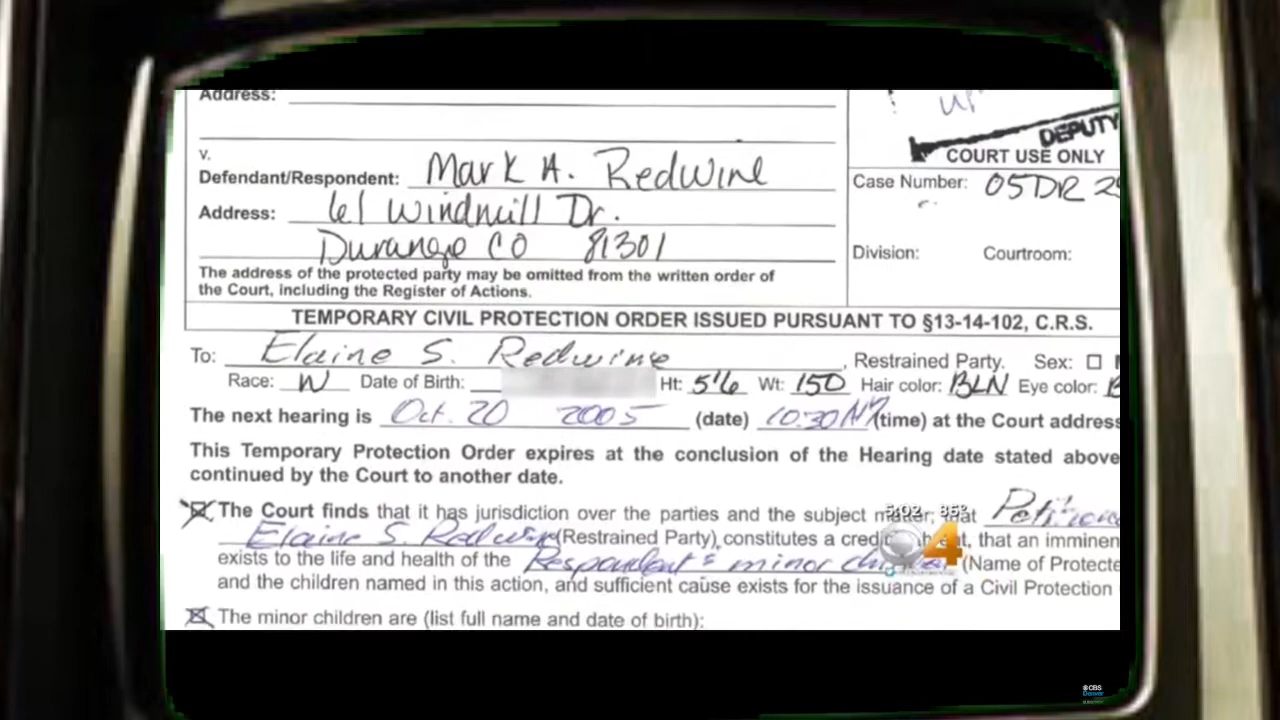 Address:
DEPUTY
COURT USE ONLY
v.
Defendant/Respondent: Mark A. Redwine
Case Number: 05DR
Address: 61 Windmill Dr.
Durango CO 81301
Division: Courtroom:
The address of the protected party may be omitted from the written order of
the Court, including the Register of Actions.
TEMPORARY CIVIL PROTECTION ORDER ISSUED PURSUANT TO §13-14-102, C.R.S.
To: Elaine S. Redwine, Restrained Party. Sex:
Race: W Date of Birth: Ht: 5'6 Wt: 150 Hair color: BLN Eye color: B
The next hearing is Oct. 20 2005 (date) 10:30 (time) at the Court address
This Temporary Protection Order expires at the conclusion of the Hearing date stated above
continued by the Court to another date.
The Court finds that it has jurisdiction over the parties and the subject matter; that
Elaine S. Redwine (Restrained Party), constitutes a that an imminen
exists to the life and health of the Respondent & minor (Name of Protecte
and the children named in this action, and sufficient cause exists for the issuance of a Civil Protection
The minor children are (list full name and date of birth):
5:02 35°
4
CBS
Denver